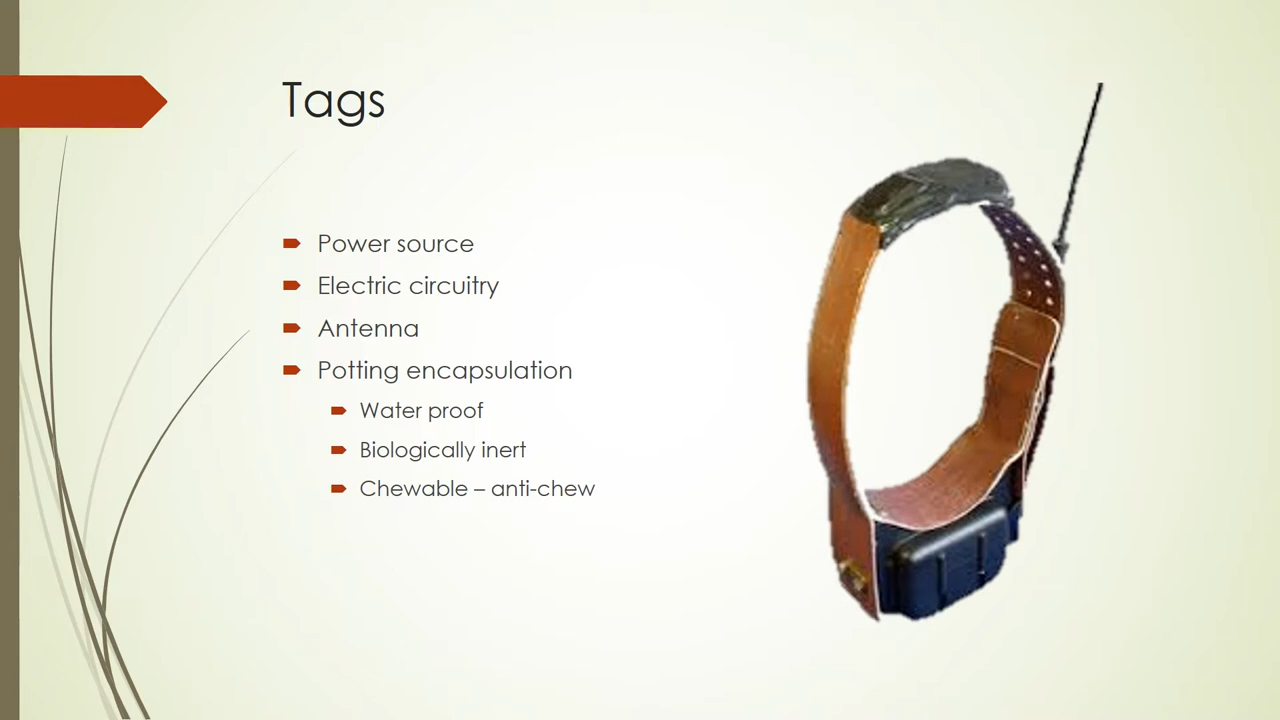 Tags
Power source
Electric circuitry
Antenna
Potting encapsulation
Water proof
Biologically inert
Chewable – anti-chew